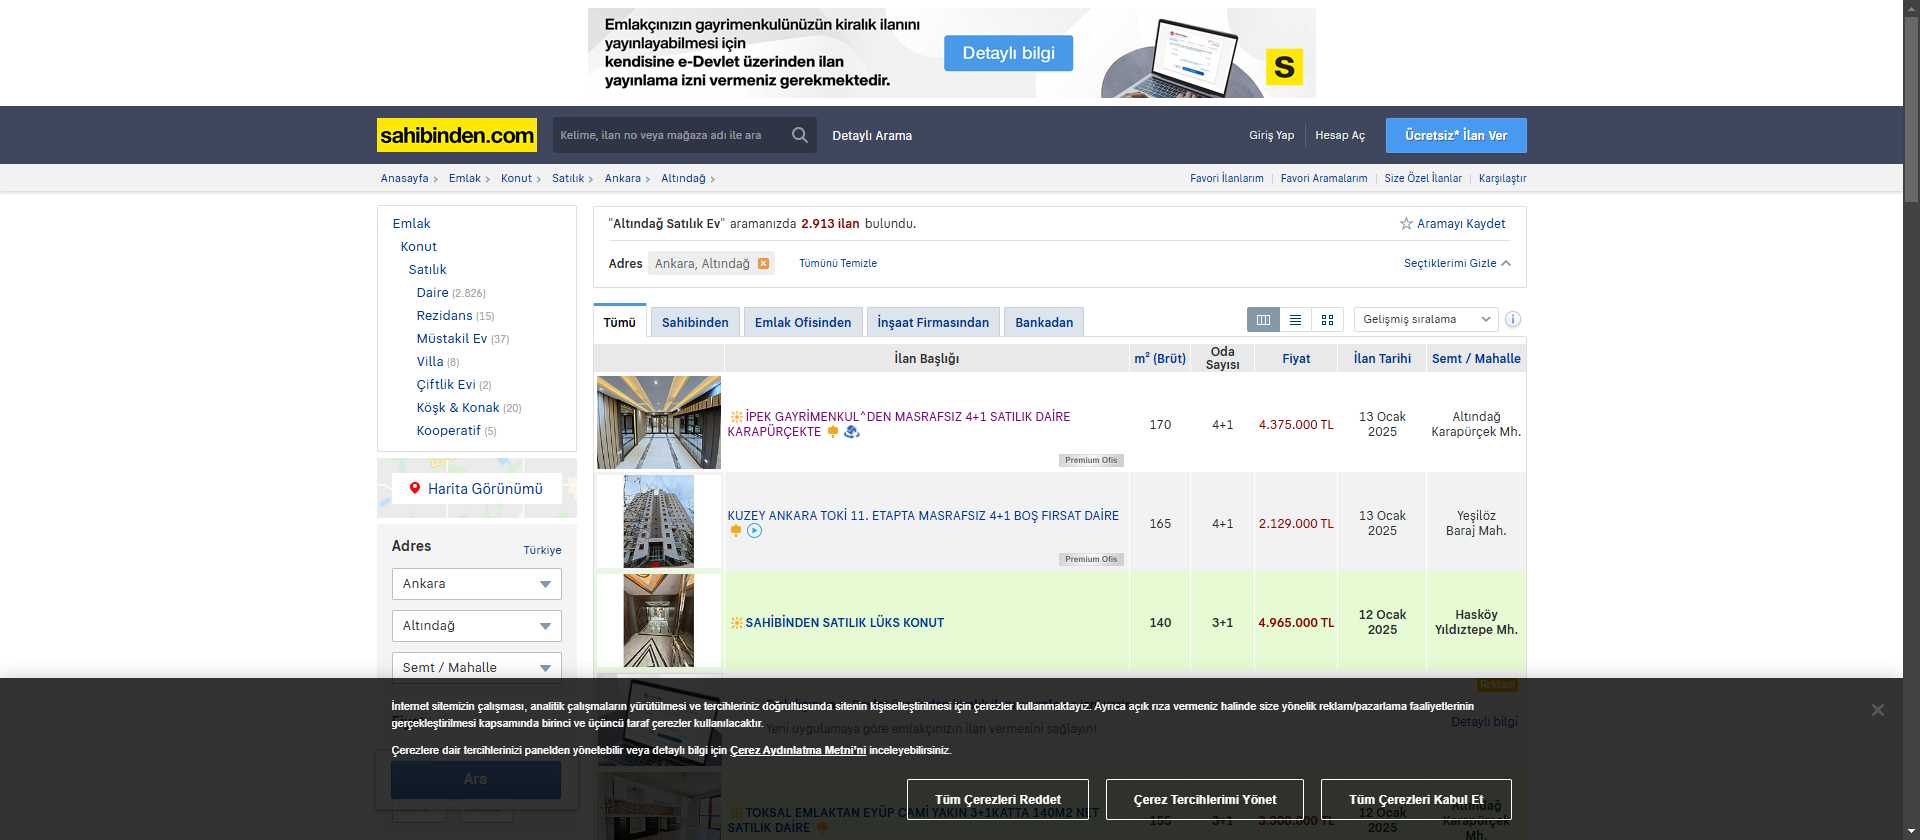 Emlakçınızın gayrimenkulünüzün kiralık ilanını
yayınlayabilmesi için
kendisine e-Devlet üzerinden ilan
yayınlama izni vermeniz gerekmektedir.
Detaylı bilgi
S
sahibinden.com
Kelime, ilan no veya mağaza adı ile ara
Detaylı Arama
Giriş Yap
Hesap Aç
Ücretsiz* İlan Ver
Anasayfa > Emlak > Konut > Satılık > Ankara > Altındağ >
Favori İlanlarım
Favori Aramalarım
Size Özel İlanlar
Karşılaştır
Emlak
Konut
Satılık
Daire (2.826)
Rezidans (15)
Müstakil Ev (37)
Villa (8)
Çiftlik Evi (2)
Köşk & Konak (20)
Kooperatif (5)
Harita Görünümü
Adres
Türkiye
Ankara
Altındağ
Semt / Mahalle
Ara
"Altındağ Satılık Ev" aramanızda 2.913 ilan bulundu.
Aramayı Kaydet
Adres
Ankara, Altındağ
Tümünü Temizle
Seçtiklerimi Gizle
Tümü
Sahibinden
Emlak Ofisinden
İnşaat Firmasından
Bankadan
Gelişmiş sıralama
İlan Başlığı
m² (Brüt)
Oda
Sayısı
Fiyat
İlan Tarihi
Semt / Mahalle
İPEK GAYRİMENKUL^DEN MASRAFSIZ 4+1 SATILIK DAİRE
KARAPÜRÇEKTE
Premium Ofis
170
4+1
4.375.000 TL
13 Ocak
2025
Altındağ
Karapürçek Mh.
KUZEY ANKARA TOKİ 11. ETAPTA MASRAFSIZ 4+1 BOŞ FIRSAT DAİRE
Premium Ofis
165
4+1
2.129.000 TL
13 Ocak
2025
Yeşilöz
Baraj Mah.
SAHİBİNDEN SATILIK LÜKS KONUT
140
3+1
4.965.000 TL
12 Ocak
2025
Hasköy
Yıldıztepe Mh.
Reklam
Yeni uygulamaya göre emlakçınızın ilan vermesini sağlayın!
Detaylı bilgi
TOKSAL EMLAKTAN EYÜP CAMİ YAKIN 3+1KATTA 140M2 NET
SATILIK DAİRE
155
3+1
3.300.000 TL
12 Ocak
2025
Altındağ
Karapürçek
Mh.
İnternet sitemizin çalışması, analitik çalışmaların yürütülmesi ve tercihleriniz doğrultusunda sitenin kişiselleştirilmesi için çerezler kullanmaktayız. Ayrıca açık rıza vermeniz halinde size yönelik reklam/pazarlama faaliyetlerinin
gerçekleştirilmesi kapsamında birinci ve üçüncü taraf çerezler kullanılacaktır.
Çerezlere dair tercihlerinizi panelden yönetebilir veya detaylı bilgi için Çerez Aydınlatma Metni'ni inceleyebilirsiniz.
Tüm Çerezleri Reddet
Çerez Tercihlerimi Yönet
Tüm Çerezleri Kabul Et